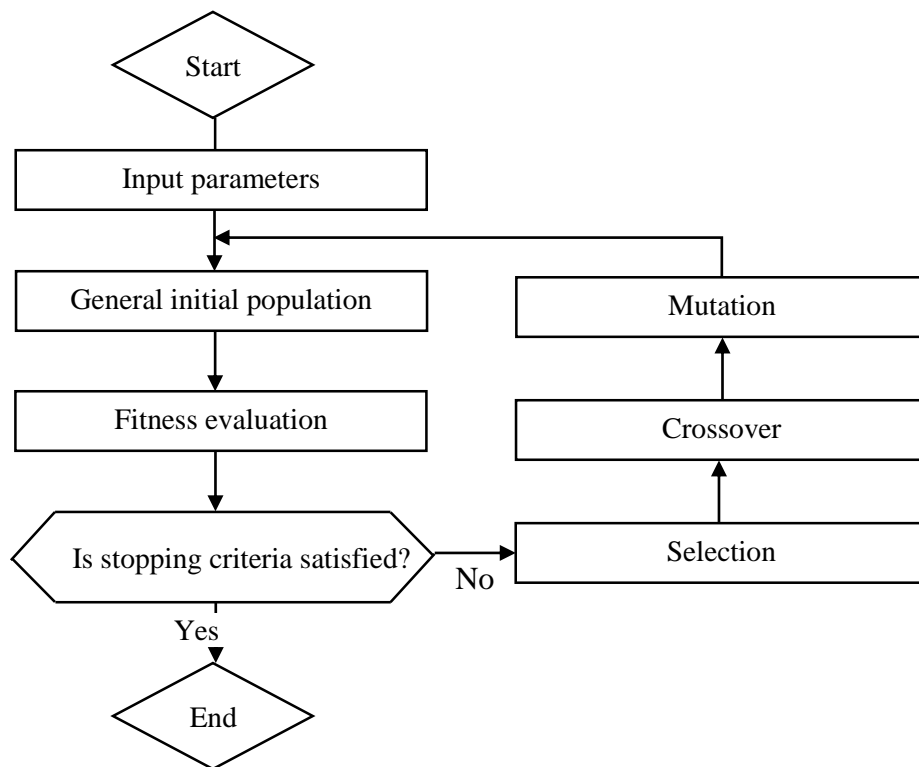 Start
Input parameters
General initial population
Fitness evaluation
Is stopping criteria satisfied?
No
Yes
End
Mutation
Crossover
Selection